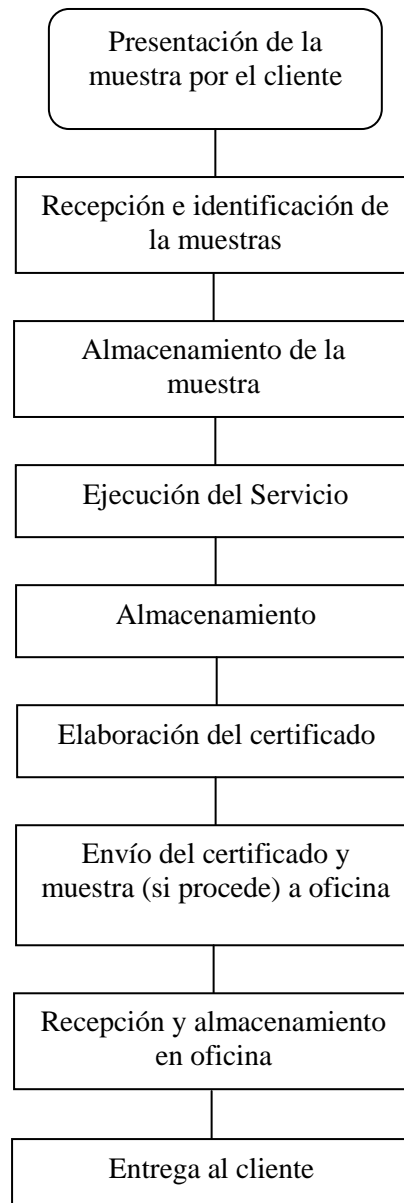 Presentación de la
muestra por el cliente
Recepción e identificación de
la muestras
Almacenamiento de la
muestra
Ejecución del Servicio
Almacenamiento
Elaboración del certificado
Envío del certificado y
muestra (si procede) a oficina
Recepción y almacenamiento
en oficina
Entrega al cliente